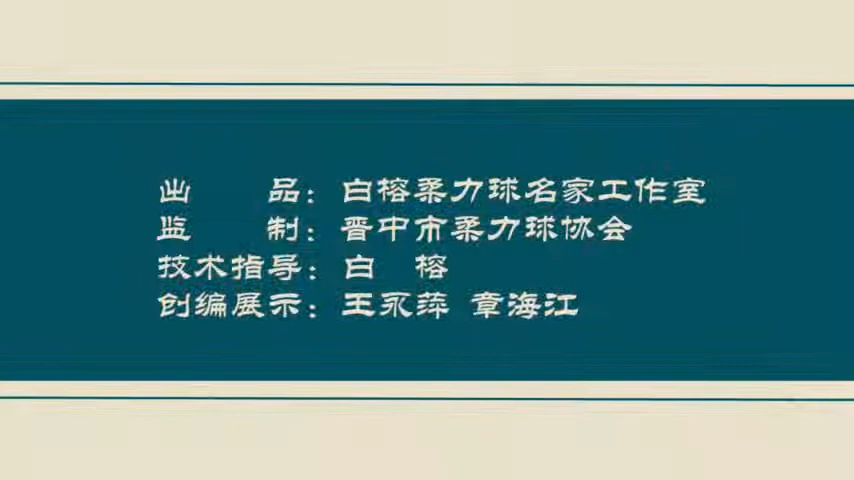 出　　品：白榕柔力球名家工作室
监　　制：晋中市柔力球协会
技术指导：白　榕
创编展示：王永萍 章海江